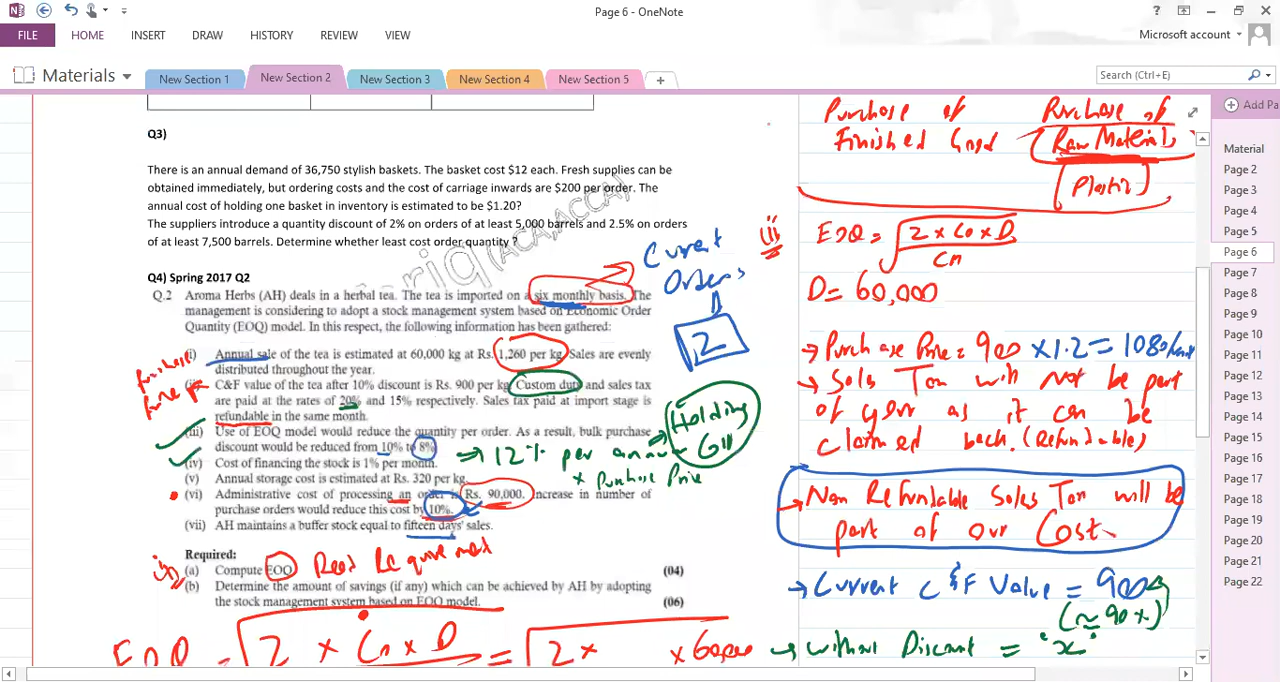 Page 6 - OneNote
FILE HOME INSERT DRAW HISTORY REVIEW VIEW
Microsoft account
Materials
New Section 1 New Section 2 New Section 3 New Section 4 New Section 5
Search (Ctrl+E)
Add Pa
Material
Page 2
Page 3
Page 4
Page 5
Page 6
Page 7
Page 8
Page 9
Page 10
Page 11
Page 12
Page 13
Page 14
Page 15
Page 16
Page 17
Page 18
Page 19
Page 20
Page 21
Page 22
Q3)
There is an annual demand of 36,750 stylish baskets. The basket cost $12 each. Fresh supplies can be
obtained immediately, but ordering costs and the cost of carriage inwards are $200 per order. The
annual cost of holding one basket in inventory is estimated to be $1.20?
The suppliers introduce a quantity discount of 2% on orders of at least 5,000 barrels and 2.5% on orders
of at least 7,500 barrels. Determine whether least cost order quantity ?
(ACA, ACCA)
Q4) Spring 2017 Q2
Q.2 Aroma Herbs (AH) deals in a herbal tea. The tea is imported on a six monthly basis. The
management is considering to adopt a stock management system based on Economic Order
Quantity (EOQ) model. In this respect, the following information has been gathered:
(i) Annual sale of the tea is estimated at 60,000 kg at Rs. 1,260 per kg. Sales are evenly
distributed throughout the year.
C&F value of the tea after 10% discount is Rs. 900 per kg. Custom duty and sales tax
are paid at the rates of 20% and 15% respectively. Sales tax paid at import stage is
refundable in the same month.
(iii) Use of EOQ model would reduce the quantity per order. As a result, bulk purchase
discount would be reduced from 10% to 8%
(iv) Cost of financing the stock is 1% per month.
(v) Annual storage cost is estimated at Rs. 320 per kg.
(vi) Administrative cost of processing an order is Rs. 90,000. Increase in number of
purchase orders would reduce this cost by 10%.
(vii) AH maintains a buffer stock equal to fifteen days' sales.
Required:
(a) Compute EOQ (04)
(b) Determine the amount of savings (if any) which can be achieved by AH by adopting
the stock management system based on EOQ model. (06)
Current
Orders
2
Purchase
Price
Holding
→ 12% per annum
x Purchase Price
Read Requirement
EOQ = 2 x Co x D = 2 x x 60,000
Purchase of Purchase of
Finished Good Raw Materials
Plastic
(ii) EOQ = 2 x Co x D
CH
D = 60,000
→ Purchase Price = 900 x 1.2 = 1080/
→ Sales Tax will not be part
of your as it can be
claimed back. (Refundable)
→ Non Refundable Sales Tax will be
part of our Cost
→ Current C&F Value = 900
(≈ 90%)
→ without Discount = 'x'